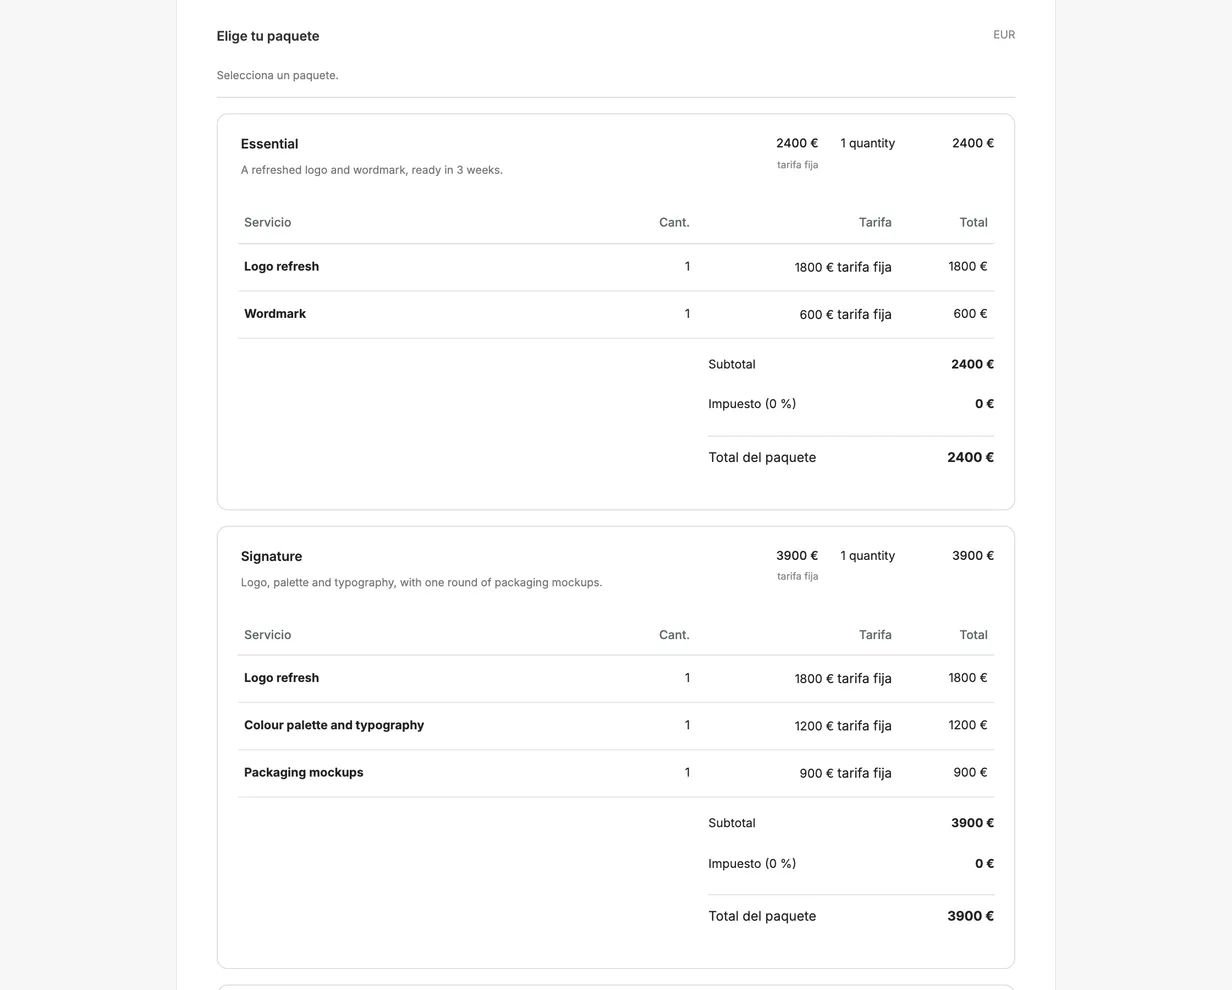 Elige tu paquete EUR
Selecciona un paquete.
Essential 2400 € 1 quantity 2400 €
tarifa fija
A refreshed logo and wordmark, ready in 3 weeks.
Servicio Cant. Tarifa Total
Logo refresh 1 1800 € tarifa fija 1800 €
Wordmark 1 600 € tarifa fija 600 €
Subtotal 2400 €
Impuesto (0 %) 0 €
Total del paquete 2400 €
Signature 3900 € 1 quantity 3900 €
tarifa fija
Logo, palette and typography, with one round of packaging mockups.
Servicio Cant. Tarifa Total
Logo refresh 1 1800 € tarifa fija 1800 €
Colour palette and typography 1 1200 € tarifa fija 1200 €
Packaging mockups 1 900 € tarifa fija 900 €
Subtotal 3900 €
Impuesto (0 %) 0 €
Total del paquete 3900 €